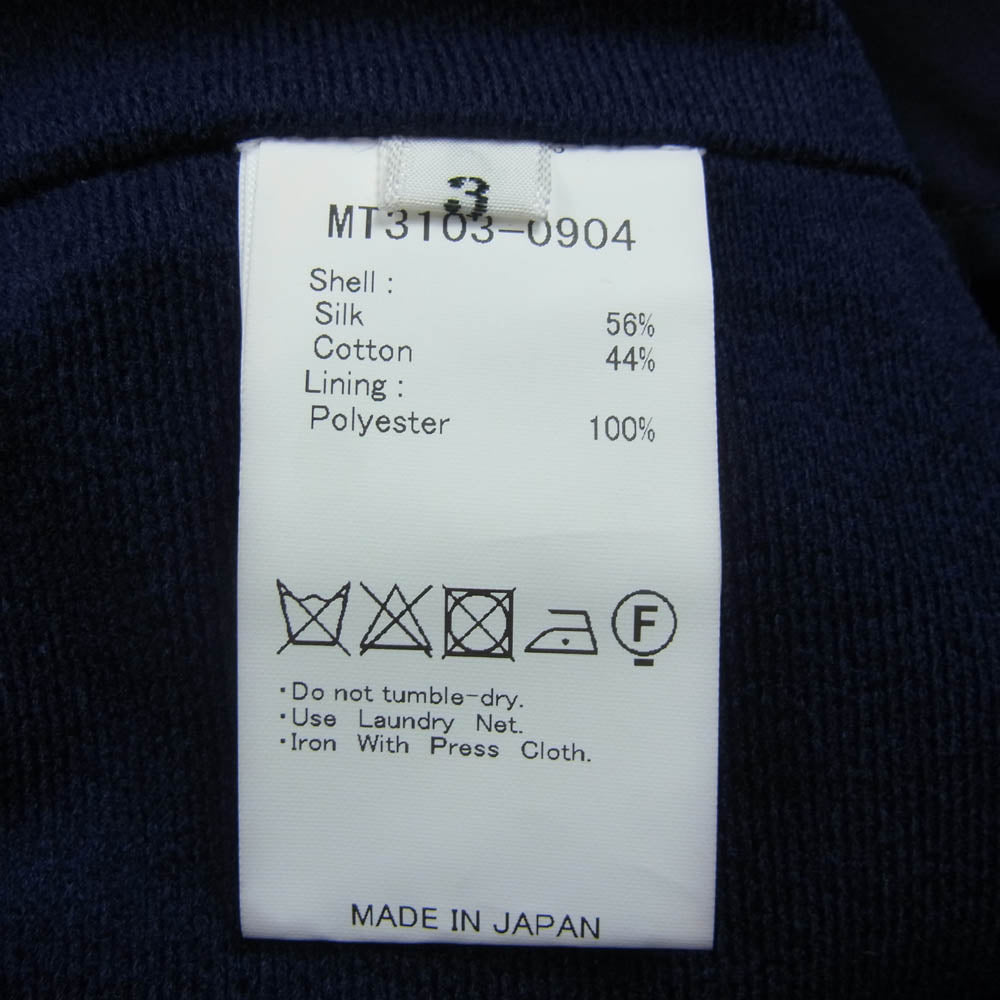 3
MT3103-0904
Shell :
Silk 56%
Cotton 44%
Lining :
Polyester 100%
F
・Do not tumble-dry.
・Use Laundry Net.
・Iron With Press Cloth.
MADE IN JAPAN